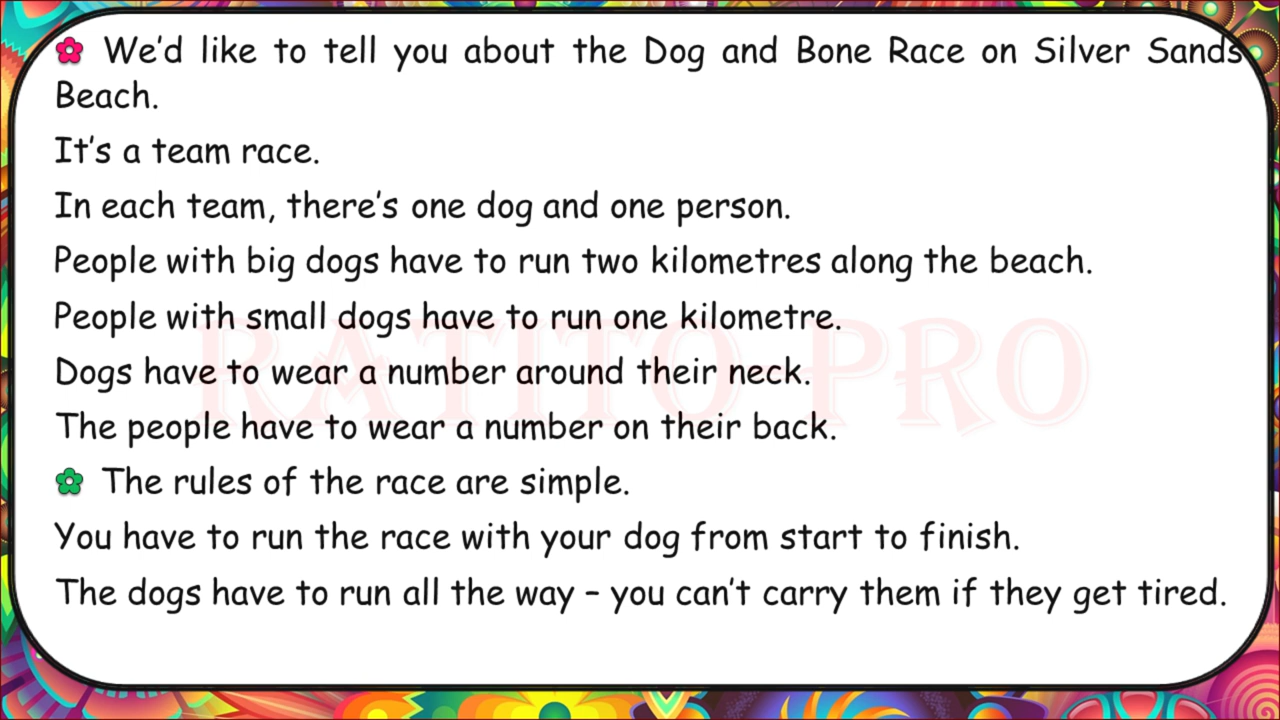 We'd like to tell you about the Dog and Bone Race on Silver Sands
Beach.
It's a team race.
In each team, there's one dog and one person.
People with big dogs have to run two kilometres along the beach.
People with small dogs have to run one kilometre.
Dogs have to wear a number around their neck.
The people have to wear a number on their back.
The rules of the race are simple.
You have to run the race with your dog from start to finish.
The dogs have to run all the way – you can't carry them if they get tired.
RATITO PRO